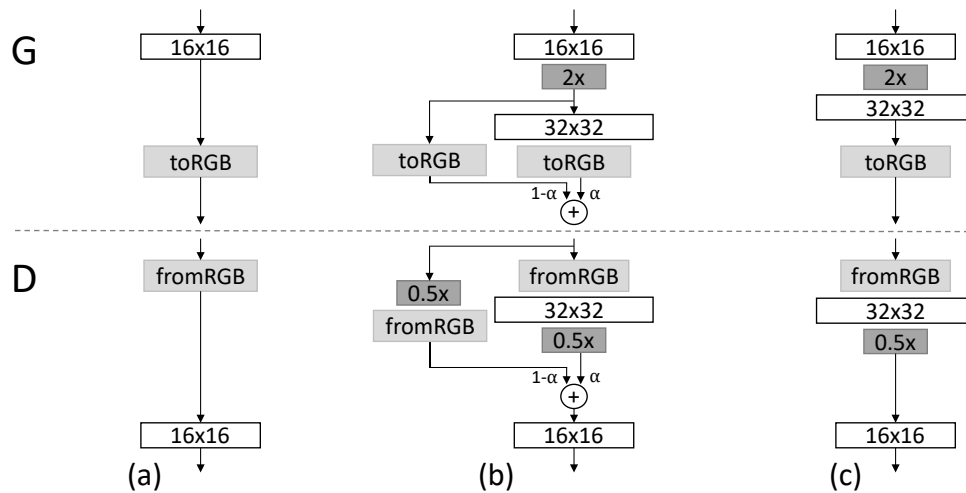 G
16x16
toRGB
16x16
2x
32x32
toRGB
toRGB
1-α
α
+
16x16
2x
32x32
toRGB
D
fromRGB
16x16
0.5x
fromRGB
fromRGB
32x32
0.5x
1-α
α
+
16x16
fromRGB
32x32
0.5x
16x16
(a)
(b)
(c)